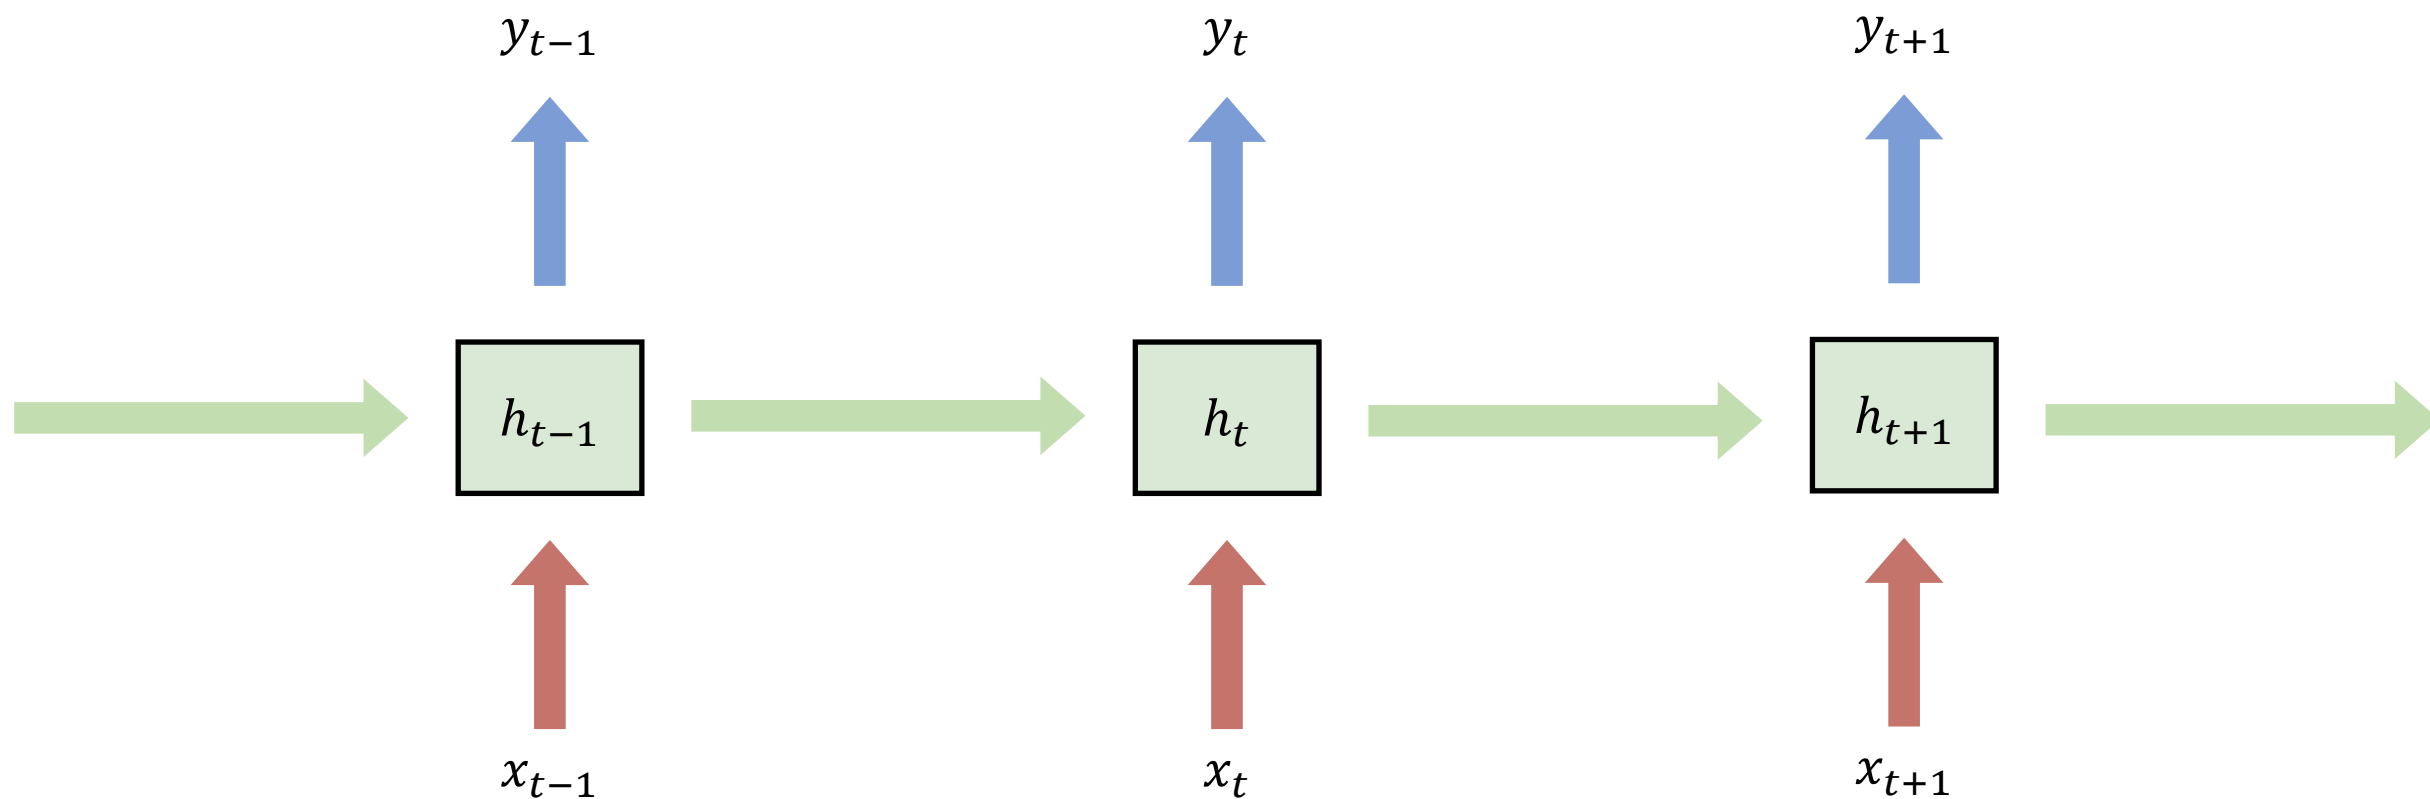 y_{t-1} y_t y_{t+1}
h_{t-1} h_t h_{t+1}
x_{t-1} x_t x_{t+1}